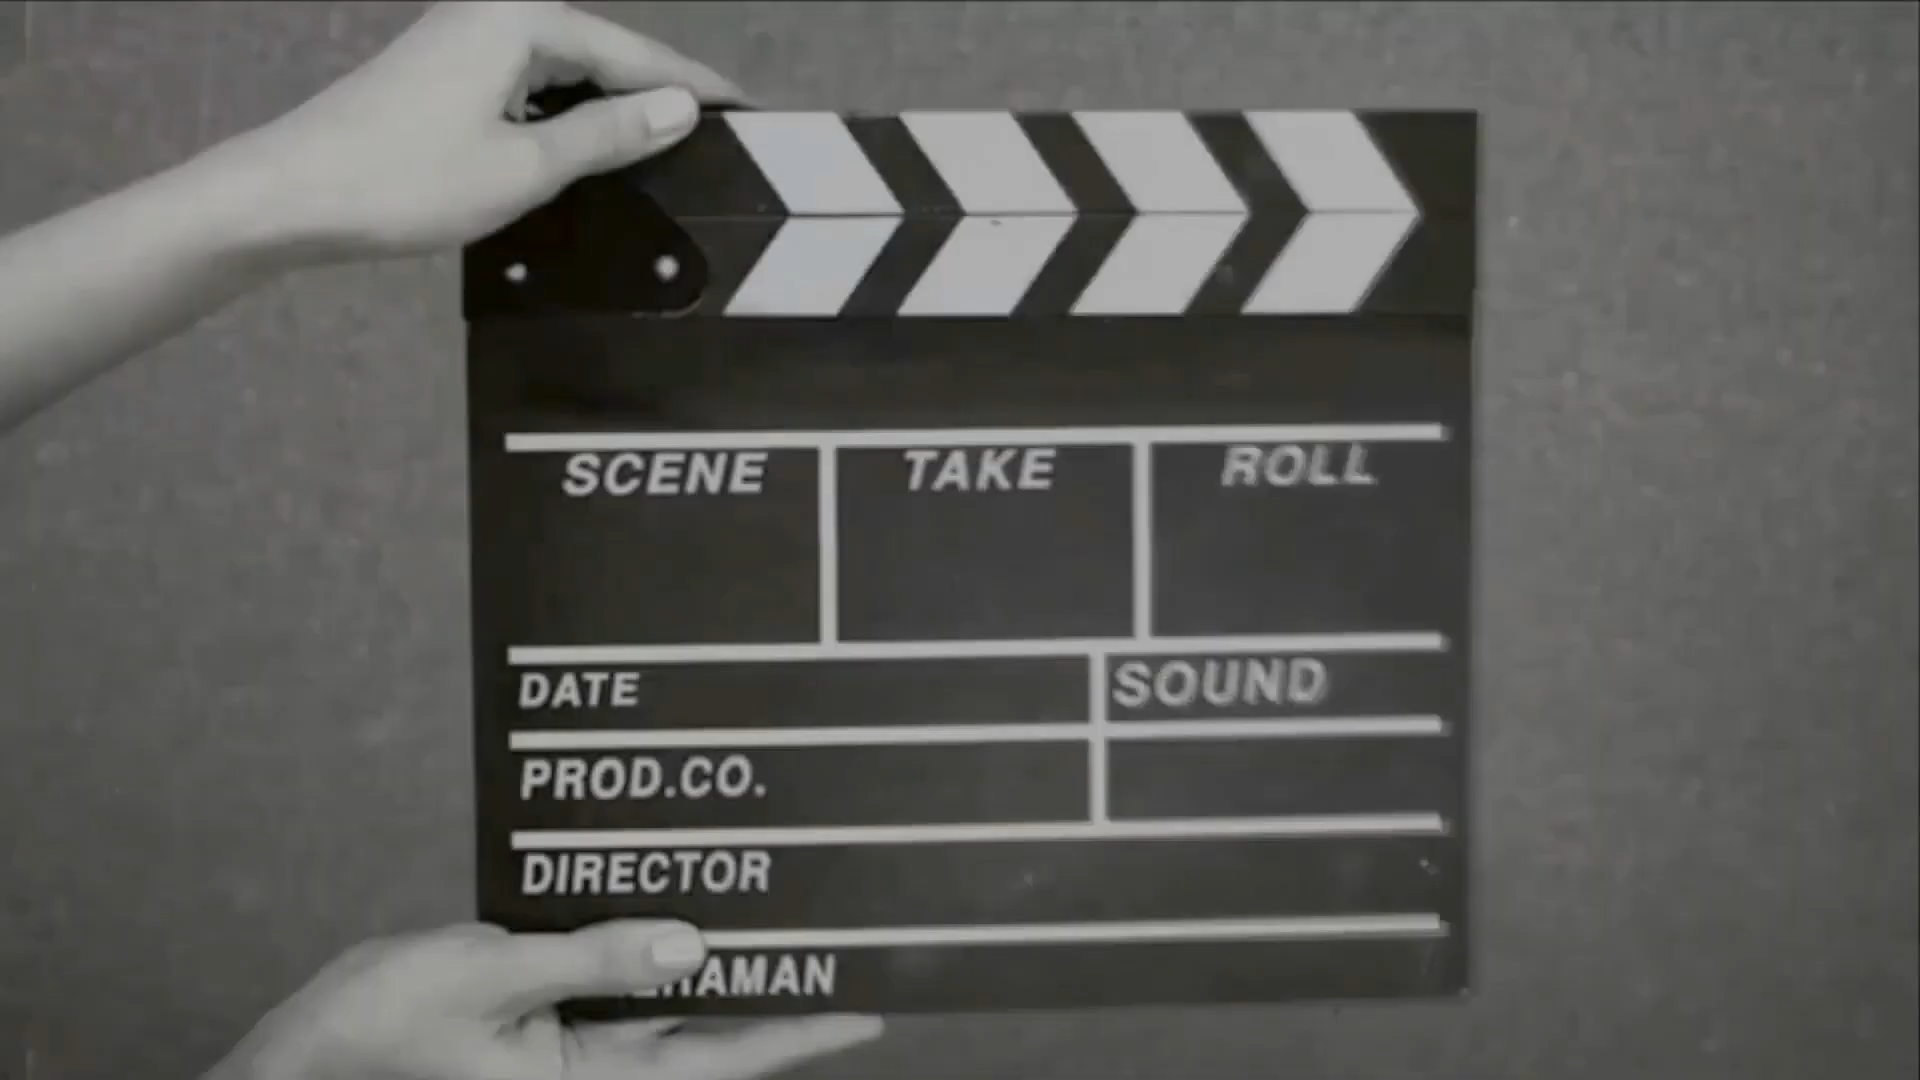 SCENE TAKE ROLL
DATE SOUND
PROD.CO.
DIRECTOR